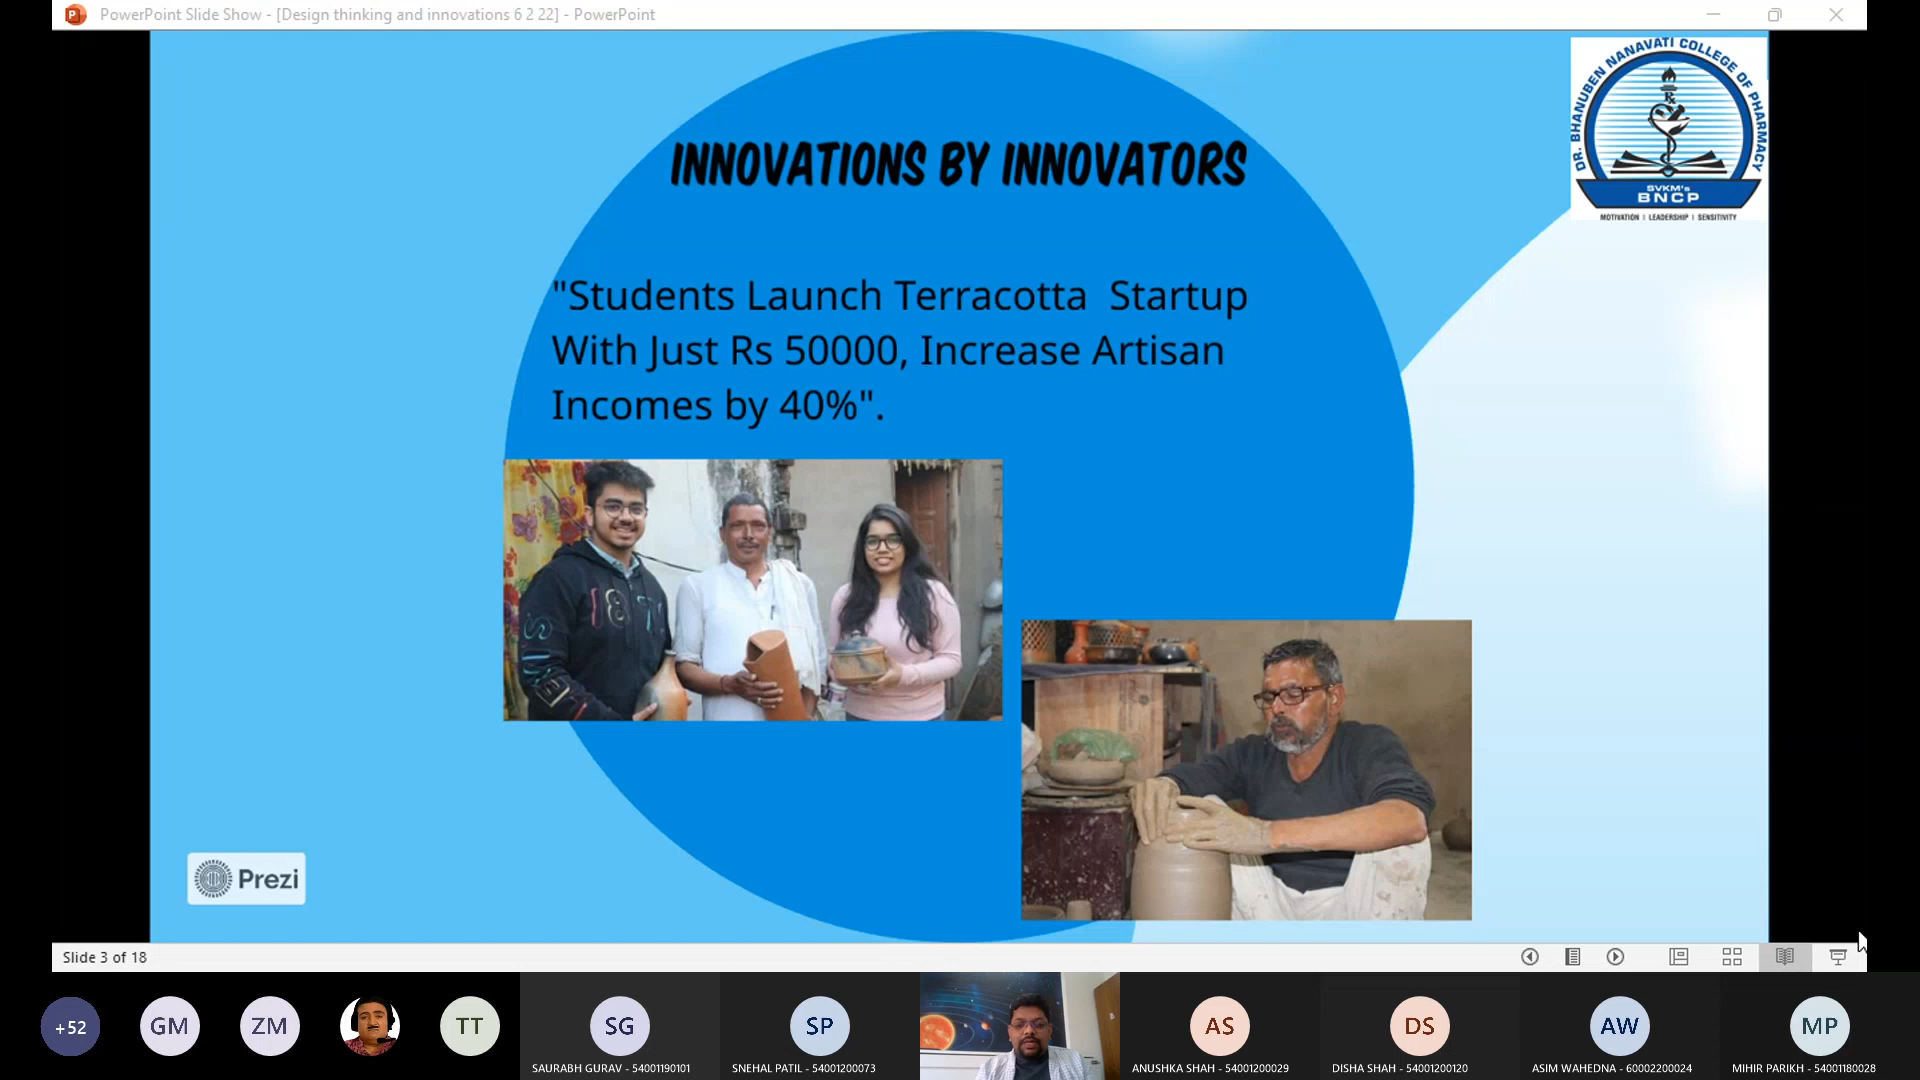 PowerPoint Slide Show - [Design thinking and innovations 6 2 22] - PowerPoint
DR. BHANUBEN NANAVATI COLLEGE OF PHARMACY
Rx
SVKM's
BNCP
MOTIVATION | LEADERSHIP | SENSITIVITY
INNOVATIONS BY INNOVATORS
"Students Launch Terracotta  Startup
With Just Rs 50000, Increase Artisan
Incomes by 40%".
Prezi
Slide 3 of 18
+52
GM
ZM
TT
SG
SP
AS
DS
AW
MP
SAURABH GURAV - 54001190101
SNEHAL PATIL - 54001200073
ANUSHKA SHAH - 54001200029
DISHA SHAH - 54001200120
ASIM WAHEDNA - 60002200024
MIHIR PARIKH - 54001180028